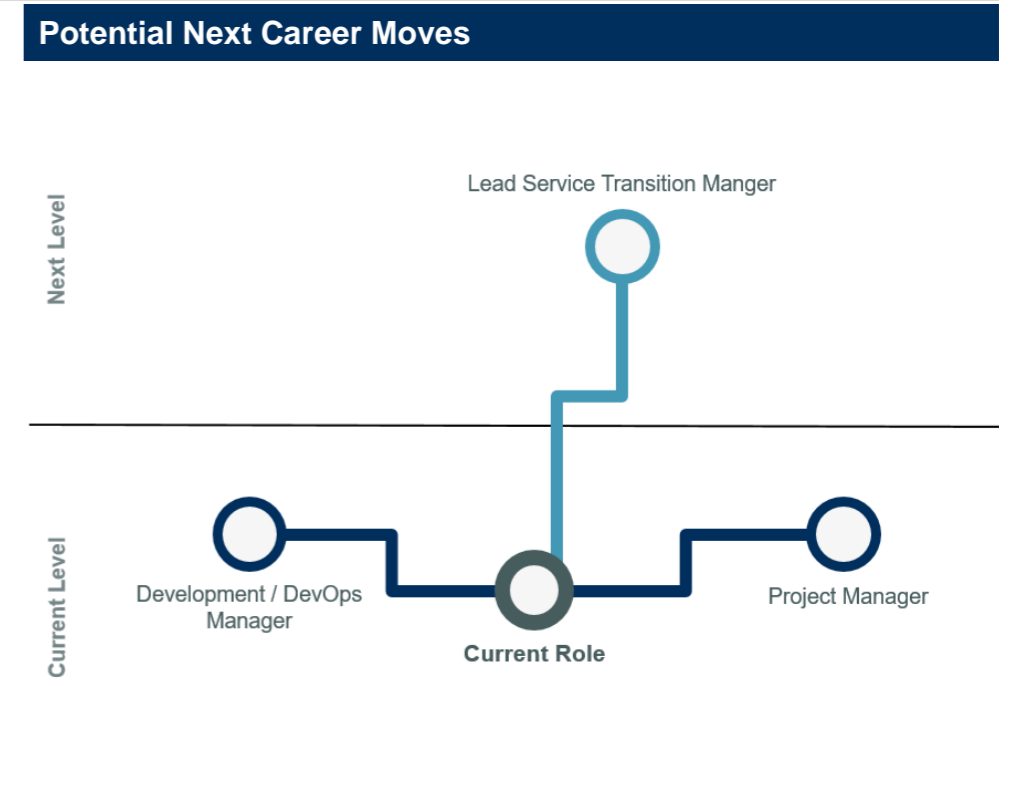 Potential Next Career Moves
Lead Service Transition Manger
Next Level
Current Level
Development / DevOps
Manager
Project Manager
Current Role